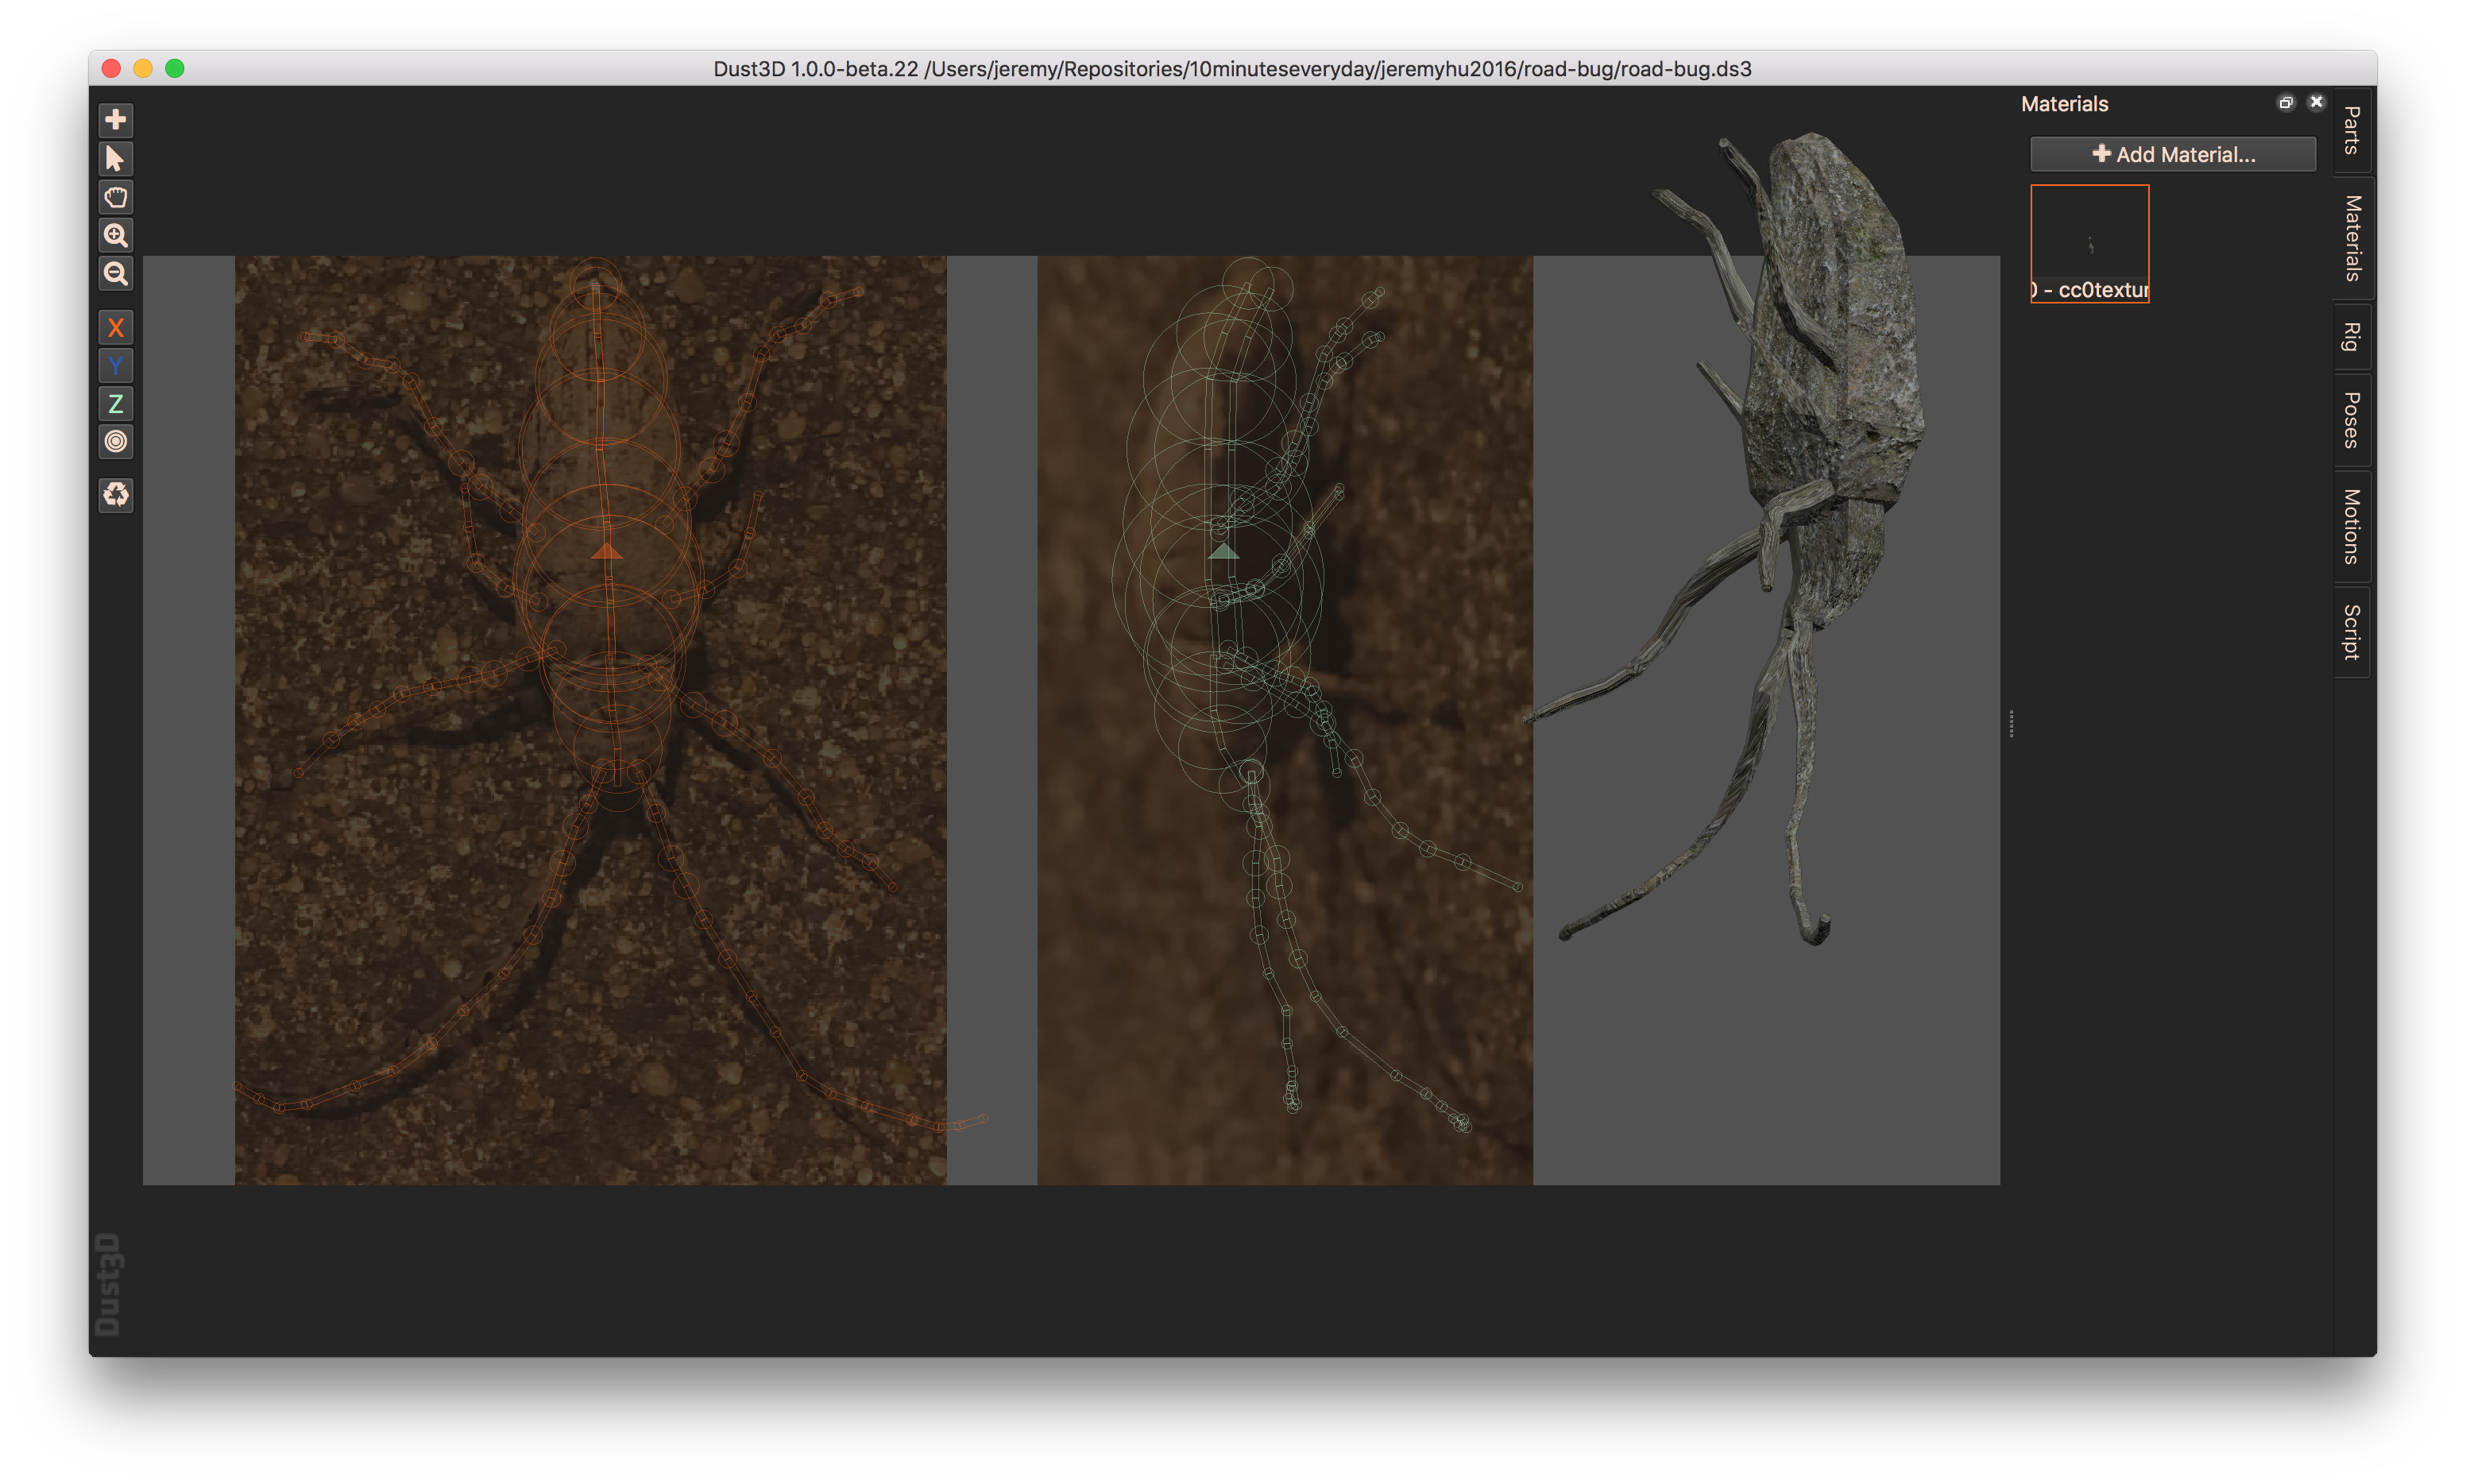 Dust3D 1.0.0-beta.22 /Users/jeremy/Repositories/10minuteseveryday/jeremyhu2016/road-bug/road-bug.ds3
X
Y
Z
Dust3D
Materials
Add Material...
0 - cc0textur
Parts
Materials
Rig
Poses
Motions
Script